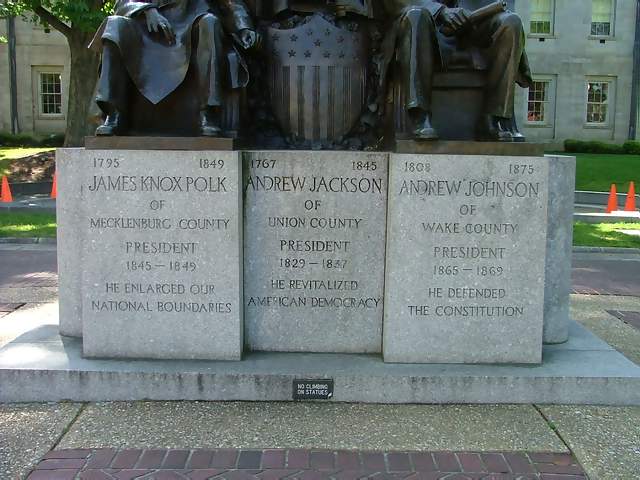 1795 1849
JAMES KNOX POLK
OF
MECKLENBURG COUNTY
PRESIDENT
1845 — 1849
HE ENLARGED OUR
NATIONAL BOUNDARIES
1767 1845
ANDREW JACKSON
OF
UNION COUNTY
PRESIDENT
1829 — 1837
HE REVITALIZED
AMERICAN DEMOCRACY
1808 1875
ANDREW JOHNSON
OF
WAKE COUNTY
PRESIDENT
1865 — 1869
HE DEFENDED
THE CONSTITUTION
NO CLIMBING
ON STATUES